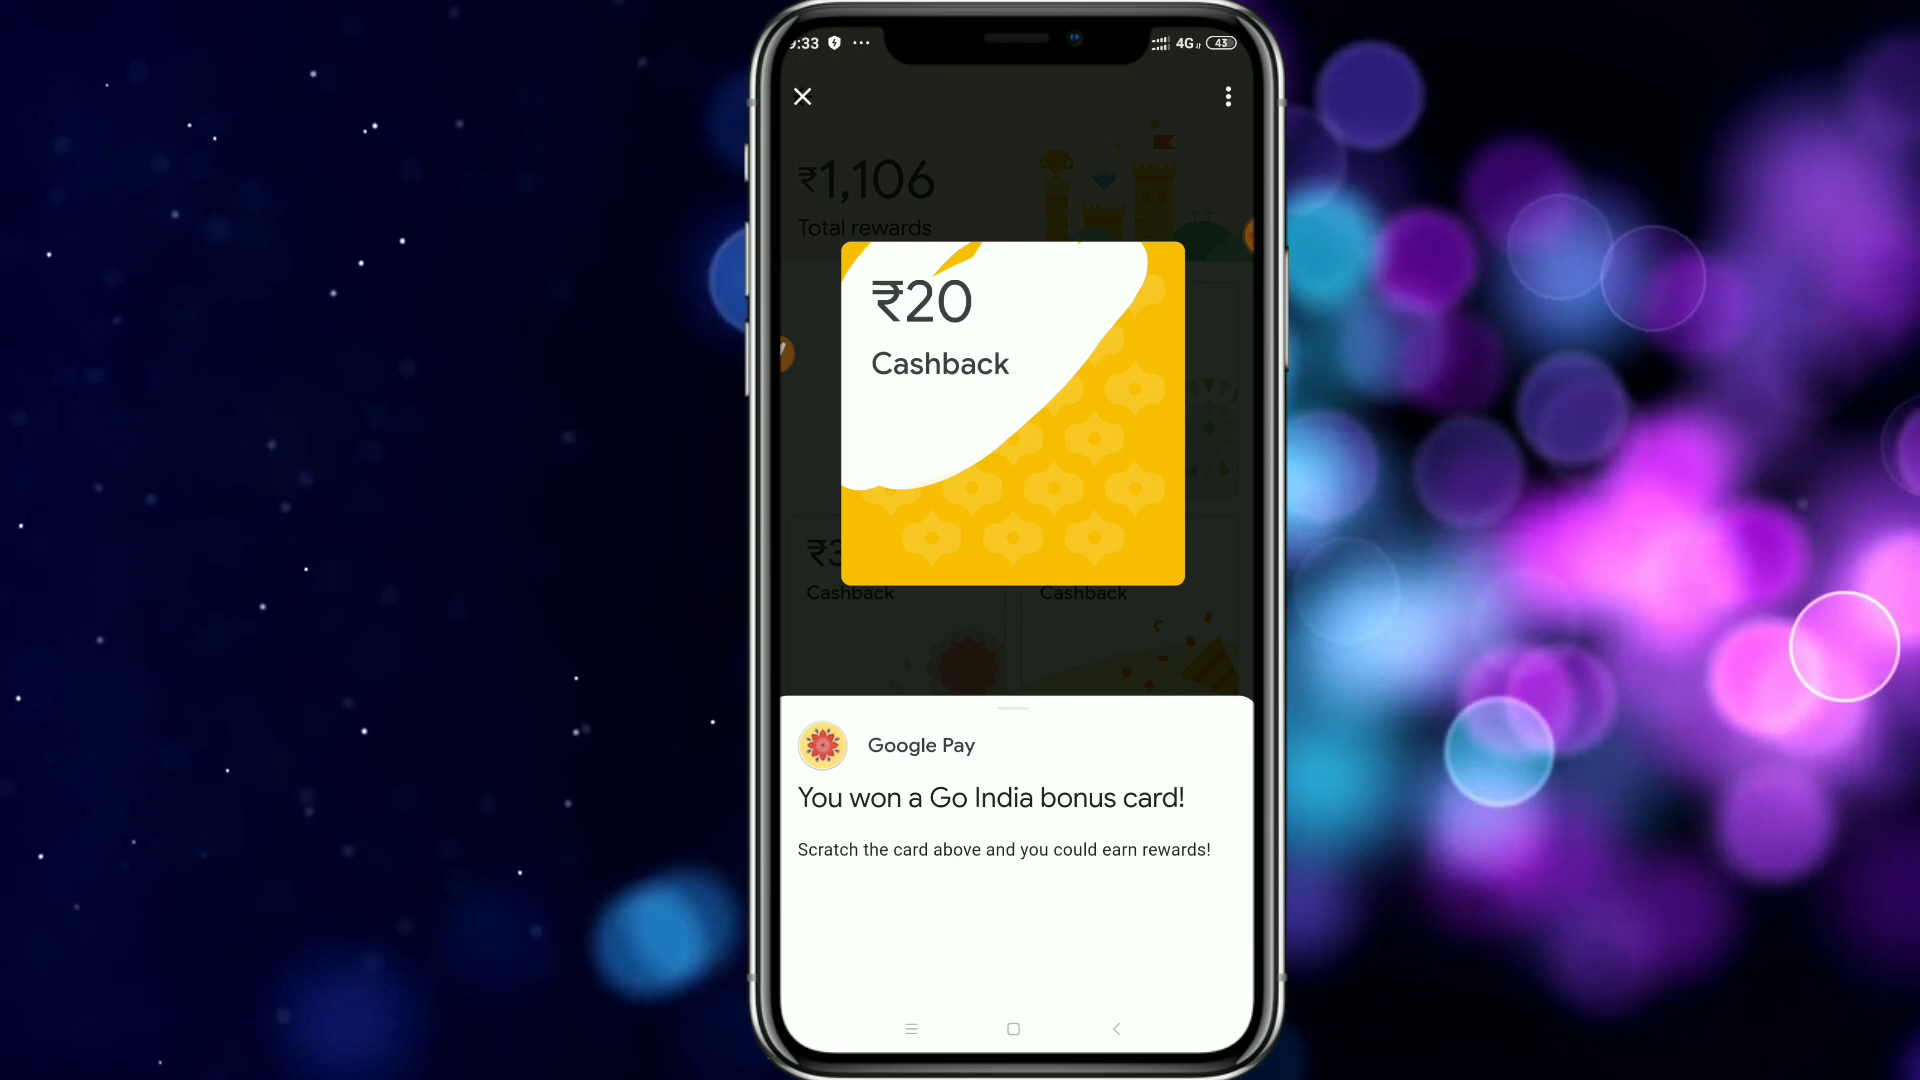 4G 43
₹1,106
Total rewards
₹20
Cashback
Cashback
Cashback
Google Pay
You won a Go India bonus card!
Scratch the card above and you could earn rewards!